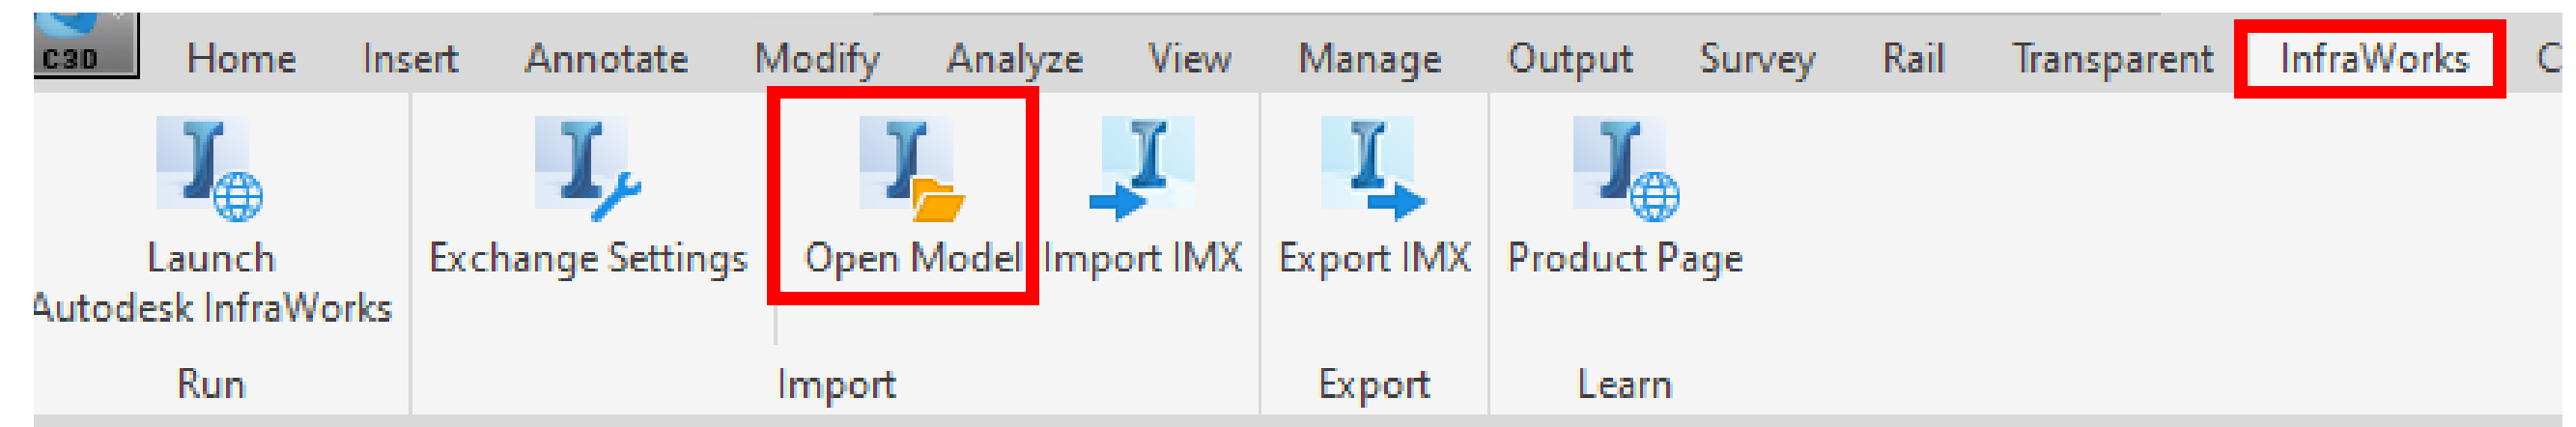 C3D Home Insert Annotate Modify Analyze View Manage Output Survey Rail Transparent InfraWorks C
Launch Exchange Settings Open Model Import IMX Export IMX Product Page
Autodesk InfraWorks
Run Import Export Learn